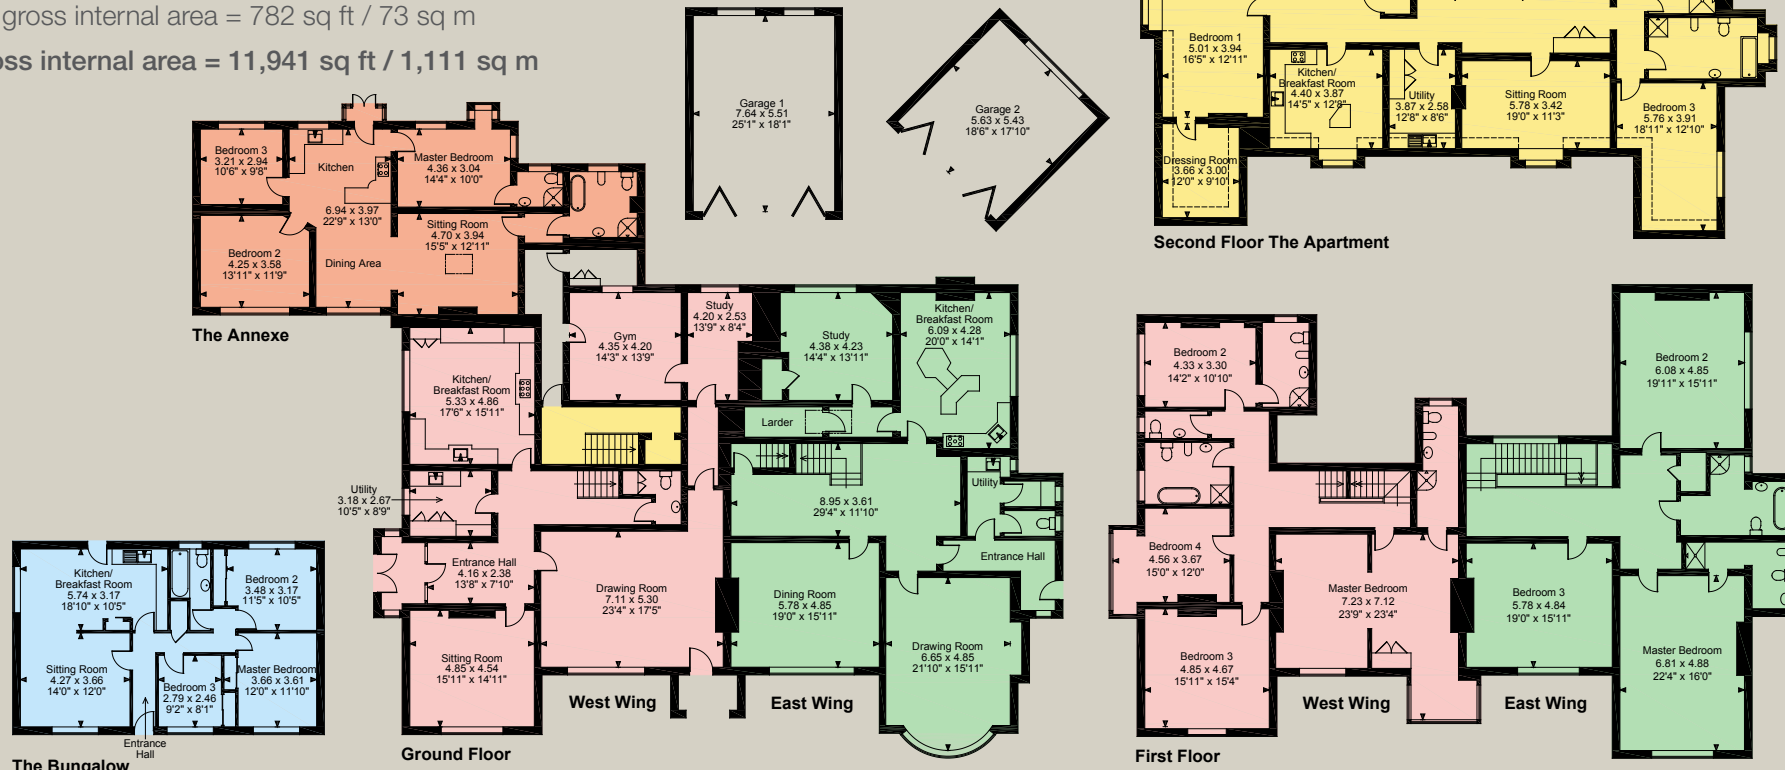 gross internal area = 782 sq ft / 73 sq m
oss internal area = 11,941 sq ft / 1,111 sq m
Garage 1
7.64 x 5.51
25'1" x 18'1"
Garage 2
5.63 x 5.43
18'6" x 17'10"
Bedroom 1
5.01 x 3.94
16'5" x 12'11"
Kitchen/
Breakfast Room
4.40 x 3.87
14'5" x 12'8"
Utility
3.87 x 2.58
12'8" x 8'6"
Sitting Room
5.78 x 3.42
19'0" x 11'3"
Bedroom 3
5.76 x 3.91
18'11" x 12'10"
Dressing Room
3.66 x 3.00
12'0" x 9'10"
Second Floor The Apartment
Bedroom 3
3.21 x 2.94
10'6" x 9'8"
Kitchen
6.94 x 3.97
22'9" x 13'0"
Dining Area
Master Bedroom
4.36 x 3.04
14'4" x 10'0"
Sitting Room
4.70 x 3.94
15'5" x 12'11"
Bedroom 2
4.25 x 3.58
13'11" x 11'9"
The Annexe
Kitchen/
Breakfast Room
5.33 x 4.86
17'6" x 15'11"
Gym
4.35 x 4.20
14'3" x 13'9"
Study
4.20 x 2.53
13'9" x 8'4"
Study
4.38 x 4.23
14'4" x 13'11"
Kitchen/
Breakfast Room
6.09 x 4.28
20'0" x 14'1"
Larder
Utility
3.18 x 2.67
10'5" x 8'9"
8.95 x 3.61
29'4" x 11'10"
Utility
Entrance Hall
Entrance Hall
4.16 x 2.38
13'8" x 7'10"
Drawing Room
7.11 x 5.30
23'4" x 17'5"
Dining Room
5.78 x 4.85
19'0" x 15'11"
Drawing Room
6.65 x 4.85
21'10" x 15'11"
Sitting Room
4.85 x 4.54
15'11" x 14'11"
West Wing
East Wing
Ground Floor
Kitchen/
Breakfast Room
5.74 x 3.17
18'10" x 10'5"
Bedroom 2
3.48 x 3.17
11'5" x 10'5"
Sitting Room
4.27 x 3.66
14'0" x 12'0"
Bedroom 3
2.79 x 2.46
9'2" x 8'1"
Master Bedroom
3.66 x 3.61
12'0" x 11'10"
Entrance
Hall
The Bungalow
Bedroom 2
4.33 x 3.30
14'2" x 10'10"
Bedroom 2
6.08 x 4.85
19'11" x 15'11"
Bedroom 4
4.56 x 3.67
15'0" x 12'0"
Master Bedroom
7.23 x 7.12
23'9" x 23'4"
Bedroom 3
5.78 x 4.84
19'0" x 15'11"
Bedroom 3
4.85 x 4.67
15'11" x 15'4"
Master Bedroom
6.81 x 4.88
22'4" x 16'0"
West Wing
East Wing
First Floor